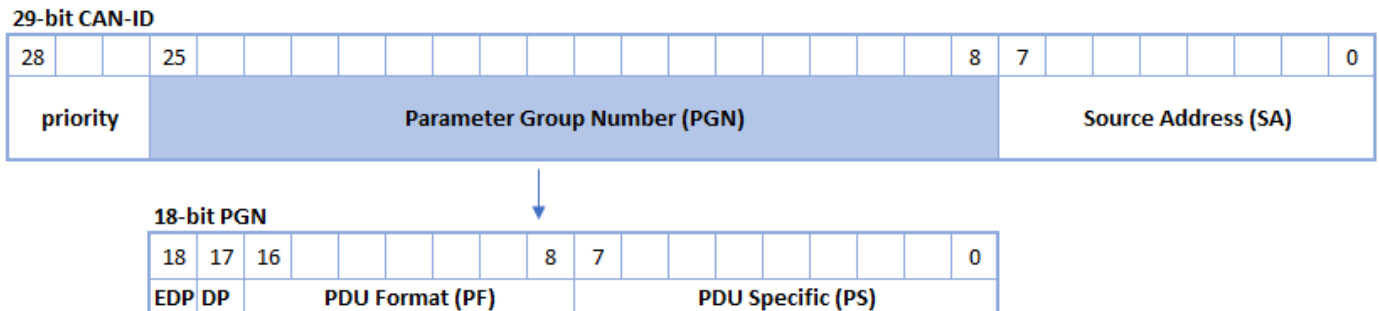 29-bit CAN-ID
28 25 8 7 0
priority Parameter Group Number (PGN) Source Address (SA)
18-bit PGN
18 17 16 8 7 0
EDP DP PDU Format (PF) PDU Specific (PS)